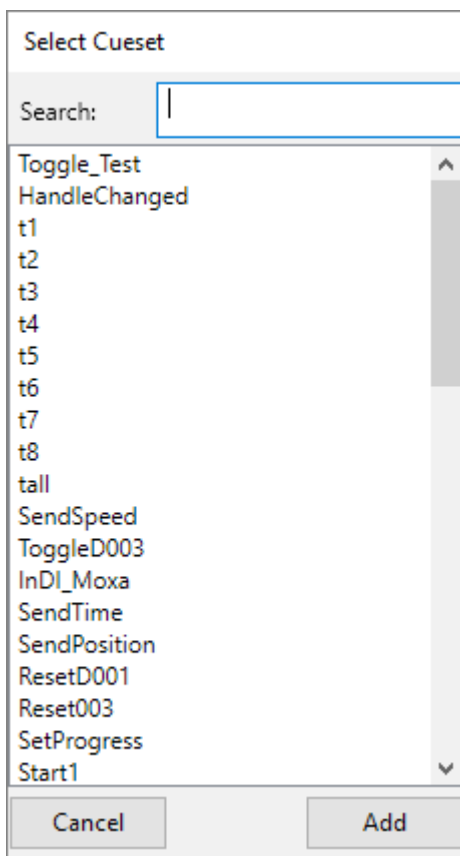 Select Cueset
Search:
Toggle_Test
HandleChanged
t1
t2
t3
t4
t5
t6
t7
t8
tall
SendSpeed
ToggleD003
InDI_Moxa
SendTime
SendPosition
ResetD001
Reset003
SetProgress
Start1
Cancel Add